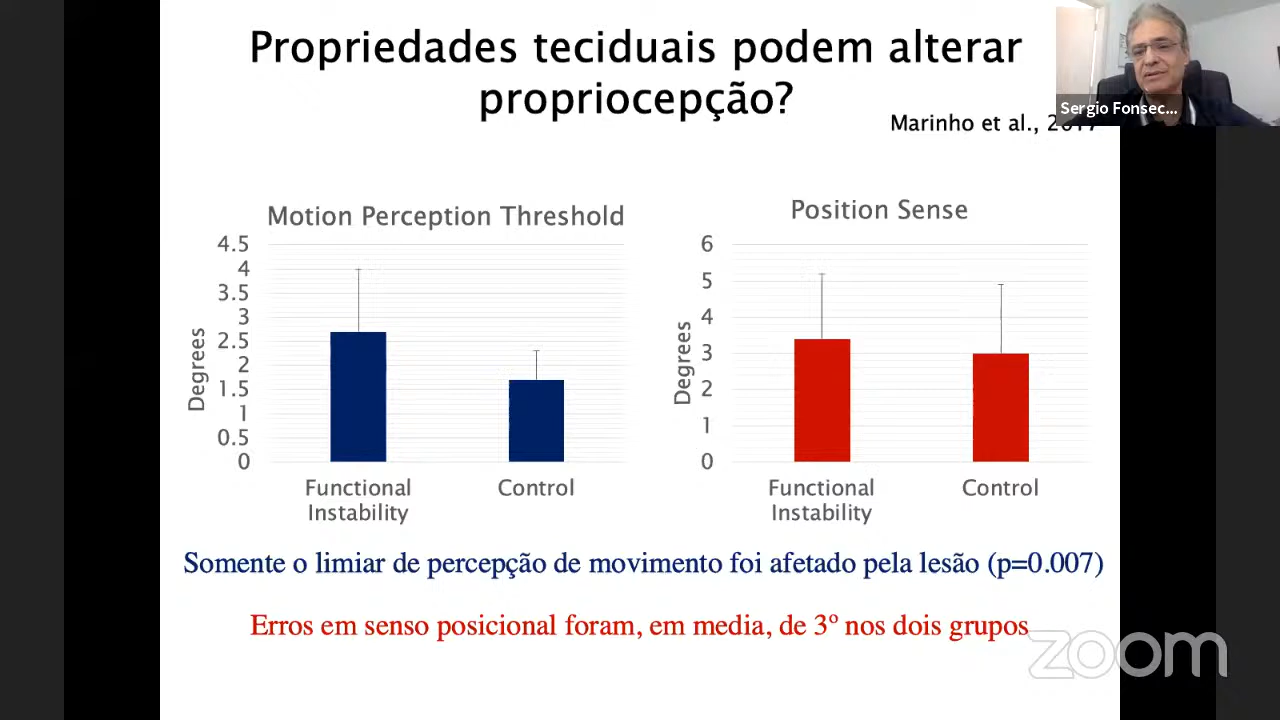 Propriedades teciduais podem alterar
propriocepção?
Sergio Fonsec...
Marinho et al., 2017
Motion Perception Threshold
4.5
4
3.5
3
2.5
2
1.5
1
0.5
0
Degrees
Functional
Instability
Control
Position Sense
6
5
4
3
2
1
0
Degrees
Functional
Instability
Control
Somente o limiar de percepção de movimento foi afetado pela lesão (p=0.007)
Erros em senso posicional foram, em media, de 3º nos dois grupos
zoom